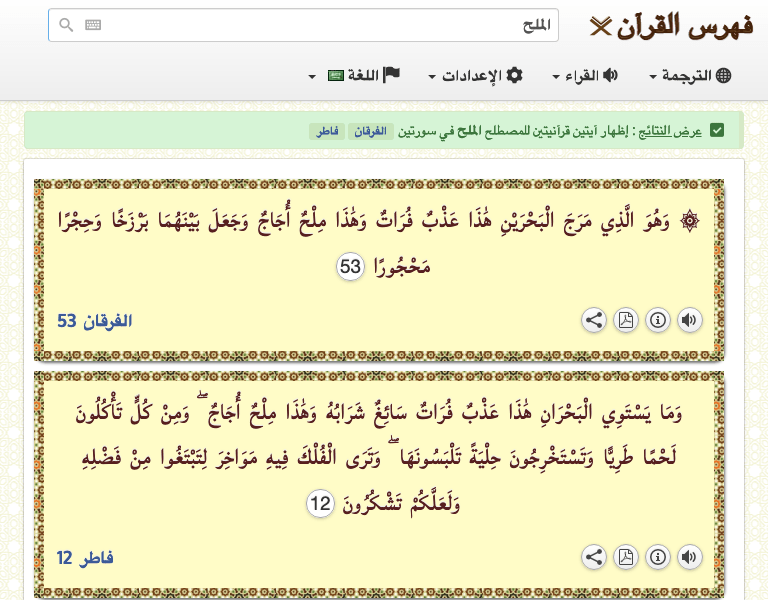 فهرس القرآن
الملح
الترجمة القراء الإعدادات اللغة
عرض النتائج : إظهار آيتين قرآنيتين للمصطلح الملح في سورتين الفرقان فاطر
۞ وَهُوَ الَّذِي مَرَجَ الْبَحْرَيْنِ هَٰذَا عَذْبٌ فُرَاتٌ وَهَٰذَا مِلْحٌ أُجَاجٌ وَجَعَلَ بَيْنَهُمَا بَرْزَخًا وَحِجْرًا
مَحْجُورًا 53
الفرقان 53
وَمَا يَسْتَوِي الْبَحْرَانِ هَٰذَا عَذْبٌ فُرَاتٌ سَائِغٌ شَرَابُهُ وَهَٰذَا مِلْحٌ أُجَاجٌ ۖ وَمِنْ كُلٍّ تَأْكُلُونَ
لَحْمًا طَرِيًّا وَتَسْتَخْرِجُونَ حِلْيَةً تَلْبَسُونَهَا ۖ وَتَرَى الْفُلْكَ فِيهِ مَوَاخِرَ لِتَبْتَغُوا مِنْ فَضْلِهِ
وَلَعَلَّكُمْ تَشْكُرُونَ 12
فاطر 12